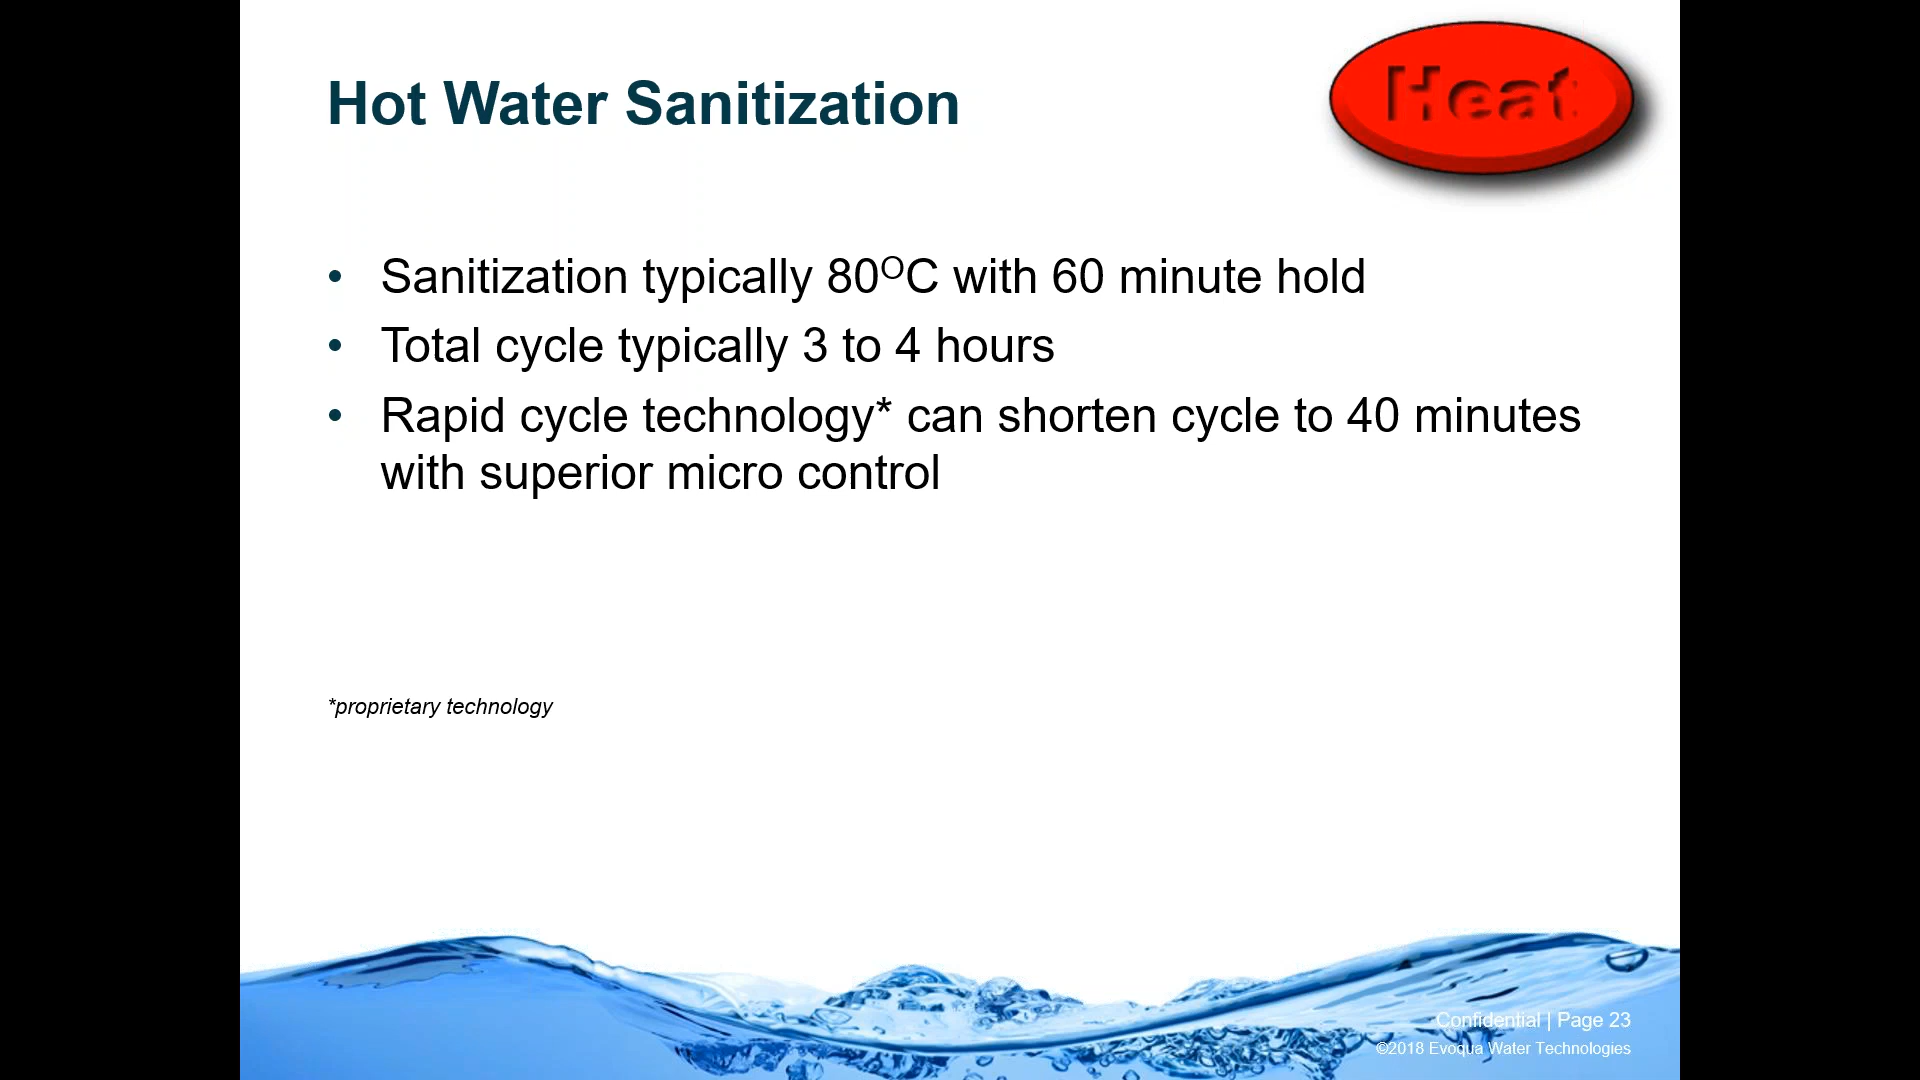 Hot Water Sanitization
Heat
• Sanitization typically 80ᴼC with 60 minute hold
• Total cycle typically 3 to 4 hours
• Rapid cycle technology* can shorten cycle to 40 minutes
with superior micro control
*proprietary technology
Confidential | Page 23
©2018 Evoqua Water Technologies